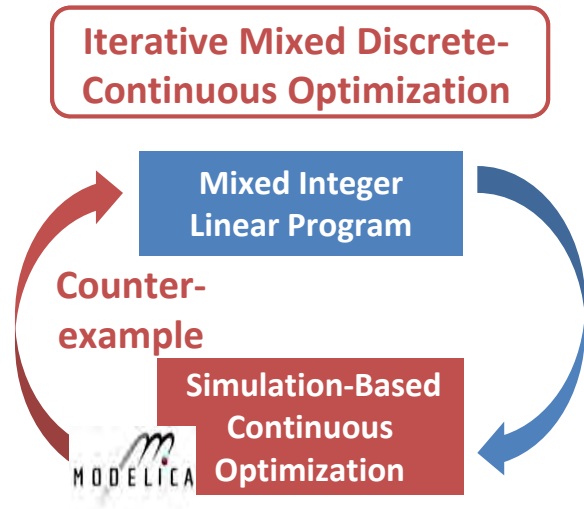 Iterative Mixed Discrete-
Continuous Optimization
Mixed Integer
Linear Program
Counter-
example
Simulation-Based
Continuous
Optimization
MODELICA